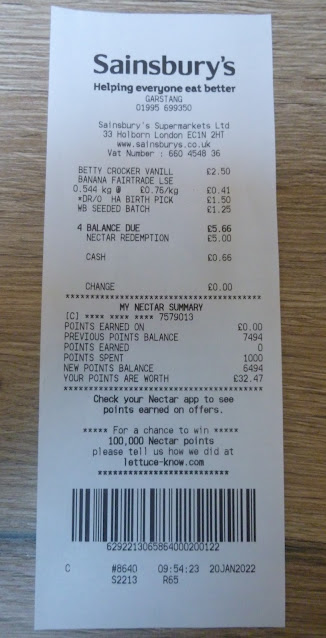 Sainsbury's
Helping everyone eat better
GARSTANG
01995 699350
Sainsbury's Supermarkets Ltd
33 Holborn London EC1N 2HT
www.sainsburys.co.uk
Vat Number : 660 4548 36
BETTY CROCKER VANILL £2.50
BANANA FAIRTRADE LSE
0.544 kg @ £0.76/kg £0.41
*DR/O HA BIRTH PICK £1.50
WB SEEDED BATCH £1.25
4 BALANCE DUE £5.66
NECTAR REDEMPTION £5.00
CASH £0.66
CHANGE £0.00
************************************
MY NECTAR SUMMARY
[C] **** **** **** 7579013
POINTS EARNED ON £0.00
PREVIOUS POINTS BALANCE 7494
POINTS EARNED 0
POINTS SPENT 1000
NEW POINTS BALANCE 6494
YOUR POINTS ARE WORTH £32.47
************************************
Check your Nectar app to see
points earned on offers.
***** For a chance to win *****
100,000 Nectar points
please tell us how we did at
lettuce-know.com
************************
6292213065864000200122
C #8640 09:54:23 20JAN2022
S2213 R65